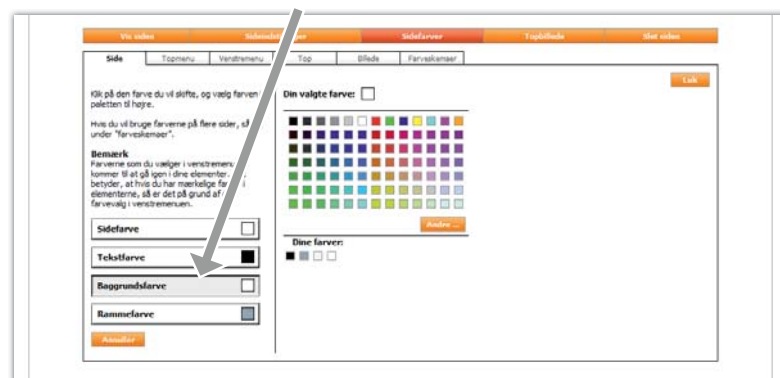 Vis siden
Sidefarver
Topbillede
Slet siden
Side
Topmenu
Venstremenu
Top
Billede
Farveskemaer
Luk
Klik på den farve du vil skifte, og vælg farven
paletten til højre.
Hvis du vil bruge farverne på flere sider, så
under "farveskemaer".
Bemærk
Farverne som du vælger i venstremenu
kommer til at gå igen i dine elementer.
betyder, at hvis du har mærkelige i
elementerne, så er det på grund af
farvevalg i venstremenuen.
Sidefarve
Tekstfarve
Baggrundsfarve
Rammefarve
Annuller
Din valgte farve:
Andre ...
Dine farver: